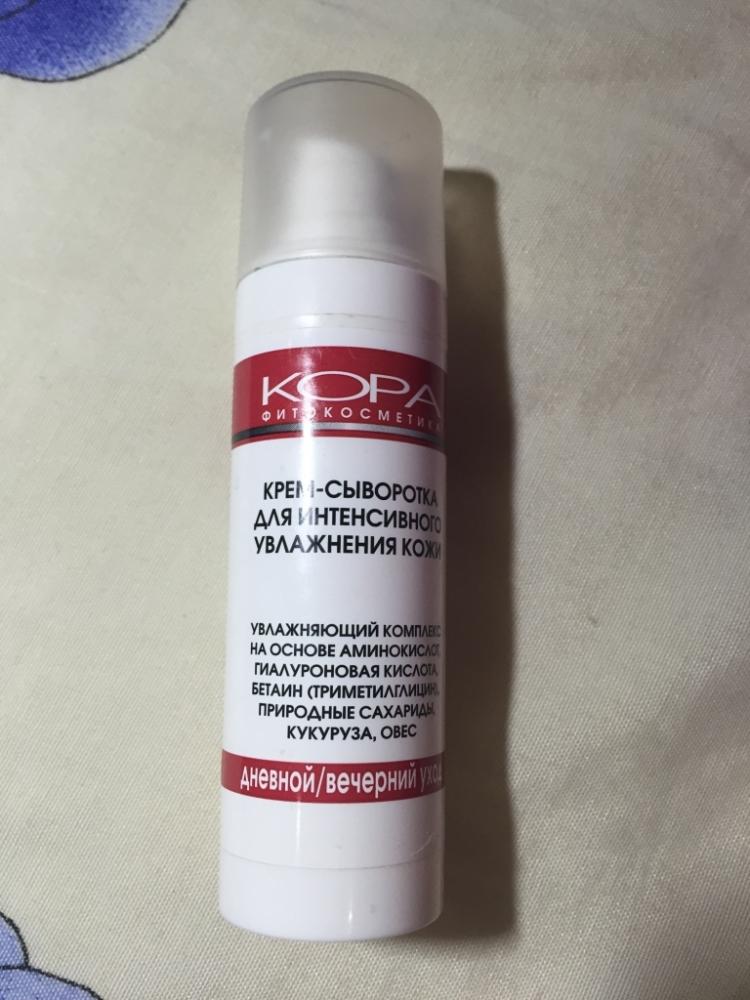 КОРА
ФИТОКОСМЕТИКА
КРЕМ-СЫВОРОТКА
ДЛЯ ИНТЕНСИВНОГО
УВЛАЖНЕНИЯ КОЖИ
УВЛАЖНЯЮЩИЙ КОМПЛЕКС
НА ОСНОВЕ АМИНОКИСЛОТ,
ГИАЛУРОНОВАЯ КИСЛОТА,
БЕТАИН (ТРИМЕТИЛГЛИЦИН),
ПРИРОДНЫЕ САХАРИДЫ,
КУКУРУЗА, ОВЕС
дневной/вечерний уход